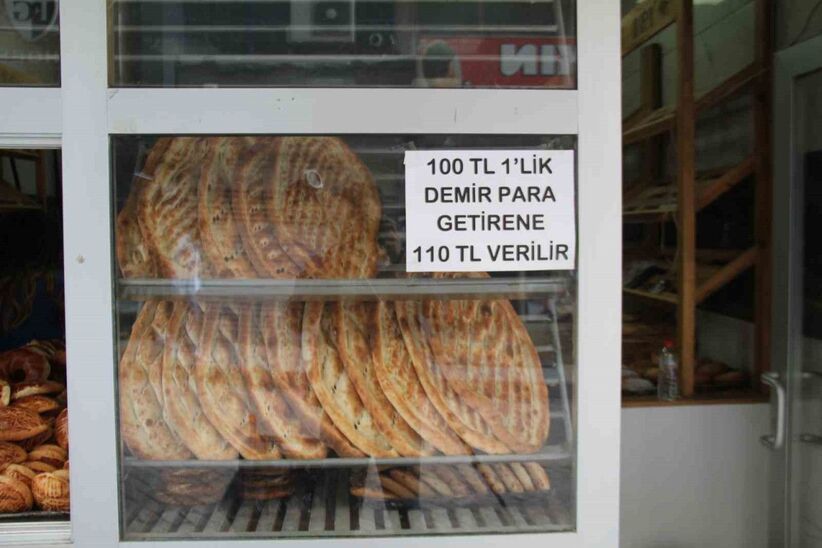 100 TL 1'LİK
DEMİR PARA
GETİRENE
110 TL VERİLİR